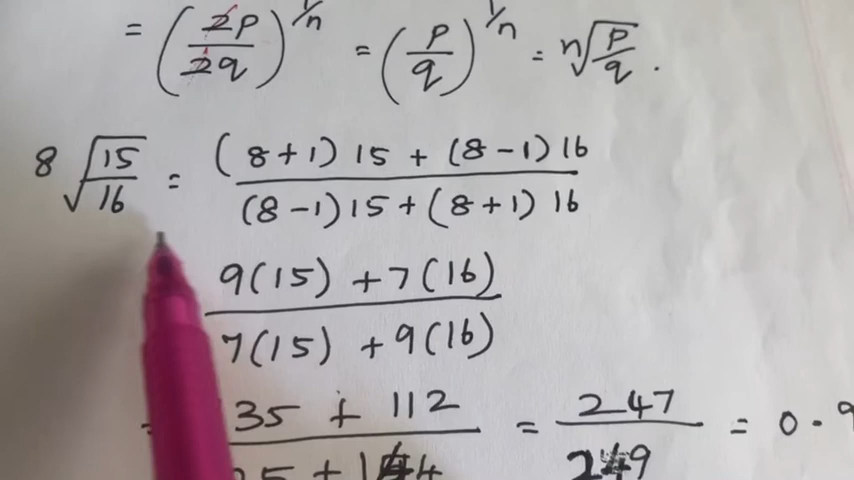 = (2p/2q)^1/n = (p/q)^1/n = n√p/q .
8√15/16 = (8+1)15 + (8-1)16 / (8-1)15 + (8+1)16
9(15) + 7(16) / 7(15) + 9(16)
= 35 + 112 / 05 + 144 = 247 / 249 = 0.9